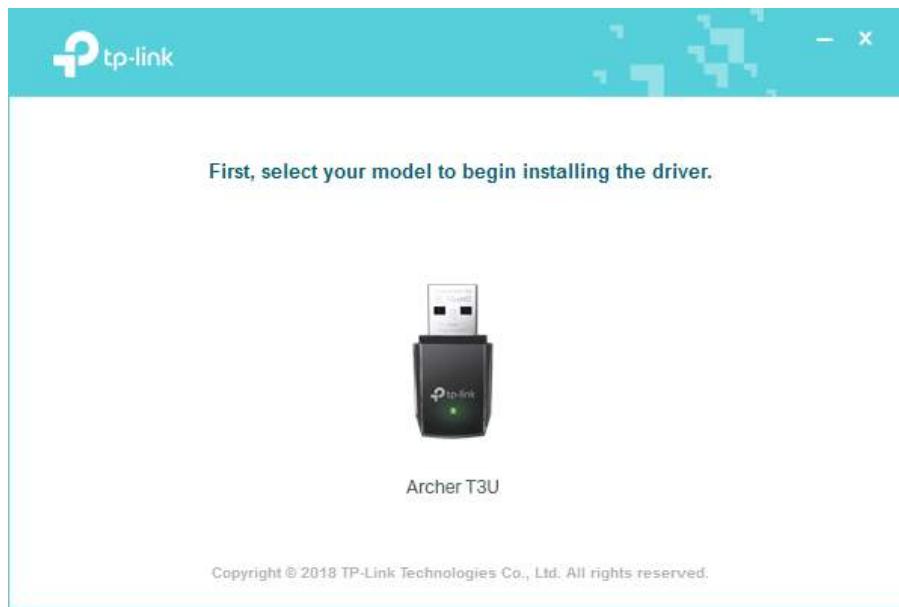 tp-link
First, select your model to begin installing the driver.
tp-link
Archer T3U
Copyright © 2018 TP-Link Technologies Co., Ltd. All rights reserved.